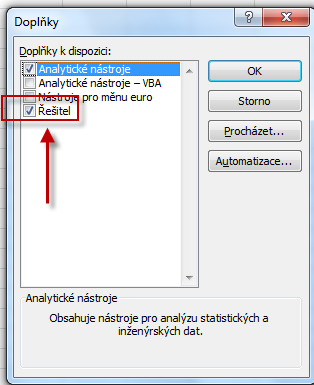 Doplňky
Doplňky k dispozici:
Analytické nástroje
Analytické nástroje – VBA
Nástroje pro měnu euro
Řešitel
OK
Storno
Procházet...
Automatizace...
Analytické nástroje
Obsahuje nástroje pro analýzu statistických a
inženýrských dat.